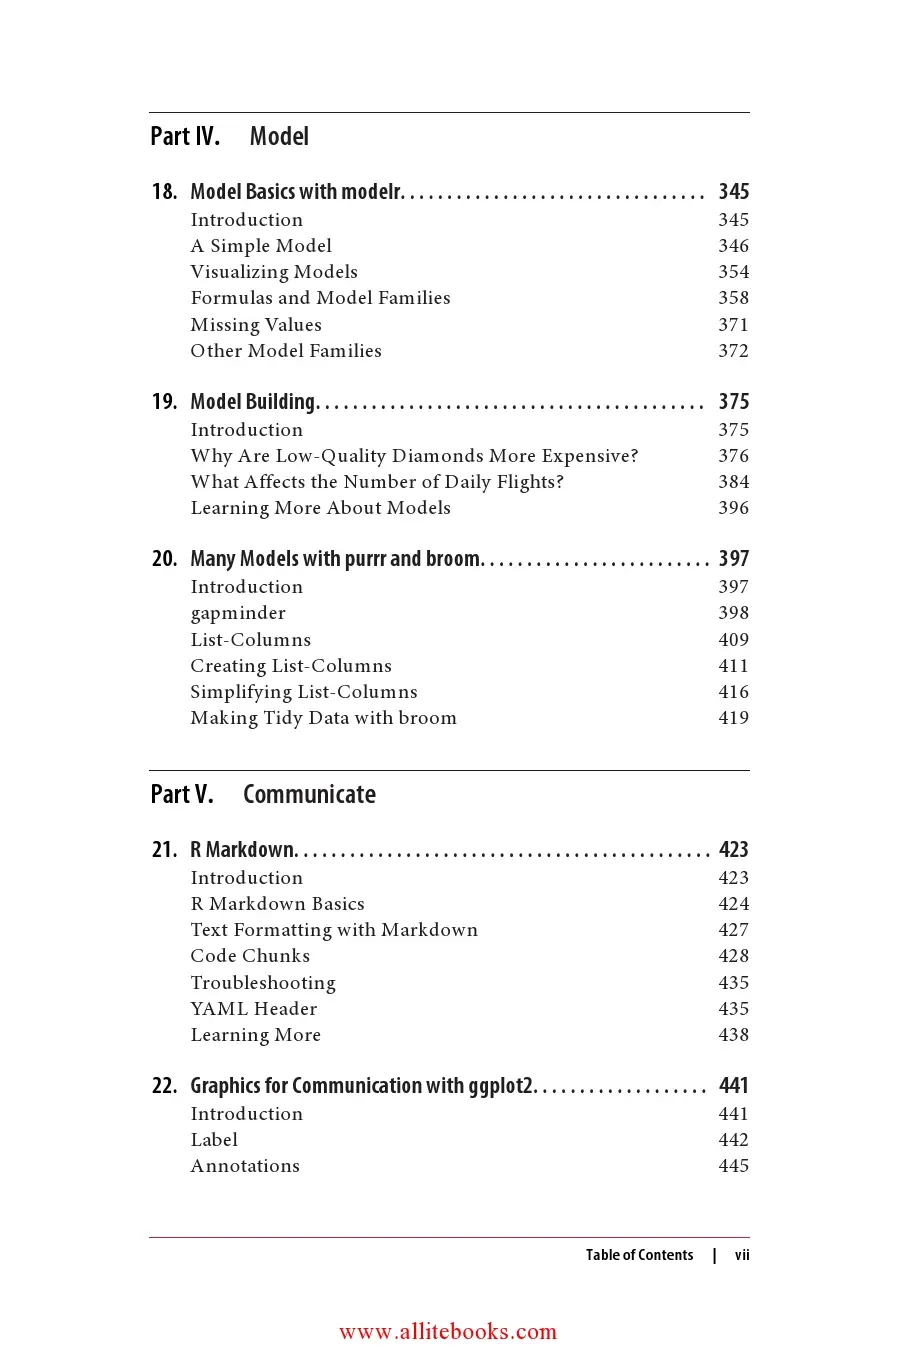 Part IV. Model
18. Model Basics with modelr. . . . . . . . . . . . . . . . . . . . . . . . . . . . . . . . . 345
Introduction 345
A Simple Model 346
Visualizing Models 354
Formulas and Model Families 358
Missing Values 371
Other Model Families 372
19. Model Building. . . . . . . . . . . . . . . . . . . . . . . . . . . . . . . . . . . . . . . . . . 375
Introduction 375
Why Are Low-Quality Diamonds More Expensive? 376
What Affects the Number of Daily Flights? 384
Learning More About Models 396
20. Many Models with purrr and broom. . . . . . . . . . . . . . . . . . . . . . . . . 397
Introduction 397
gapminder 398
List-Columns 409
Creating List-Columns 411
Simplifying List-Columns 416
Making Tidy Data with broom 419
Part V. Communicate
21. R Markdown. . . . . . . . . . . . . . . . . . . . . . . . . . . . . . . . . . . . . . . . . . . . . 423
Introduction 423
R Markdown Basics 424
Text Formatting with Markdown 427
Code Chunks 428
Troubleshooting 435
YAML Header 435
Learning More 438
22. Graphics for Communication with ggplot2. . . . . . . . . . . . . . . . . . . 441
Introduction 441
Label 442
Annotations 445
Table of Contents | vii
www.allitebooks.com